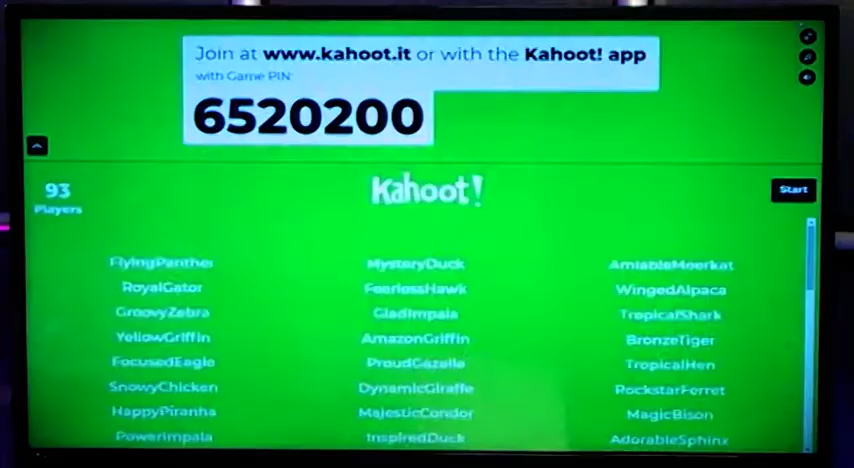 Join at www.kahoot.it or with the Kahoot! app
with Game PIN:
6520200
93
Players
Kahoot!
Start
FlyingPanther MysteryDuck AmiableMeerkat
RoyalGator FearlessHawk WingedAlpaca
GroovyZebra GladImpala TropicalShark
YellowGriffin AmazonGriffin BronzeTiger
FocusedEagle ProudGazelle TropicalHen
SnowyChicken DynamicGiraffe RockstarFerret
HappyPiranha MajesticCondor MagicBison
PowerImpala InspiredDuck AdorableSphinx